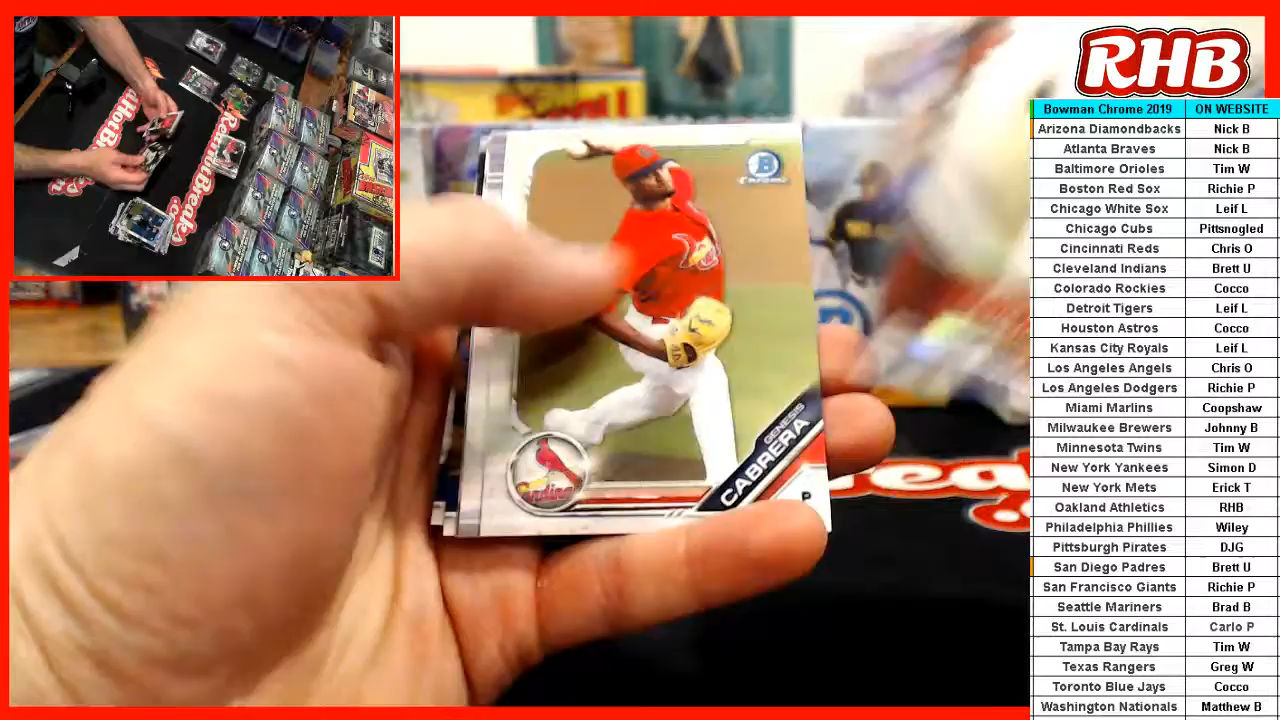 RHB
Bowman Chrome 2019 ON WEBSITE
Arizona Diamondbacks Nick B
Atlanta Braves Nick B
Baltimore Orioles Tim W
Boston Red Sox Richie P
Chicago White Sox Leif L
Chicago Cubs Pittsnogled
Cincinnati Reds Chris O
Cleveland Indians Brett U
Colorado Rockies Cocco
Detroit Tigers Leif L
Houston Astros Cocco
Kansas City Royals Leif L
Los Angeles Angels Chris O
Los Angeles Dodgers Richie P
Miami Marlins Coopshaw
Milwaukee Brewers Johnny B
Minnesota Twins Tim W
New York Yankees Simon D
New York Mets Erick T
Oakland Athletics RHB
Philadelphia Phillies Wiley
Pittsburgh Pirates DJG
San Diego Padres Brett U
San Francisco Giants Richie P
Seattle Mariners Brad B
St. Louis Cardinals Carlo P
Tampa Bay Rays Tim W
Texas Rangers Greg W
Toronto Blue Jays Cocco
Washington Nationals Matthew B
GENESIS
CABRERA
P